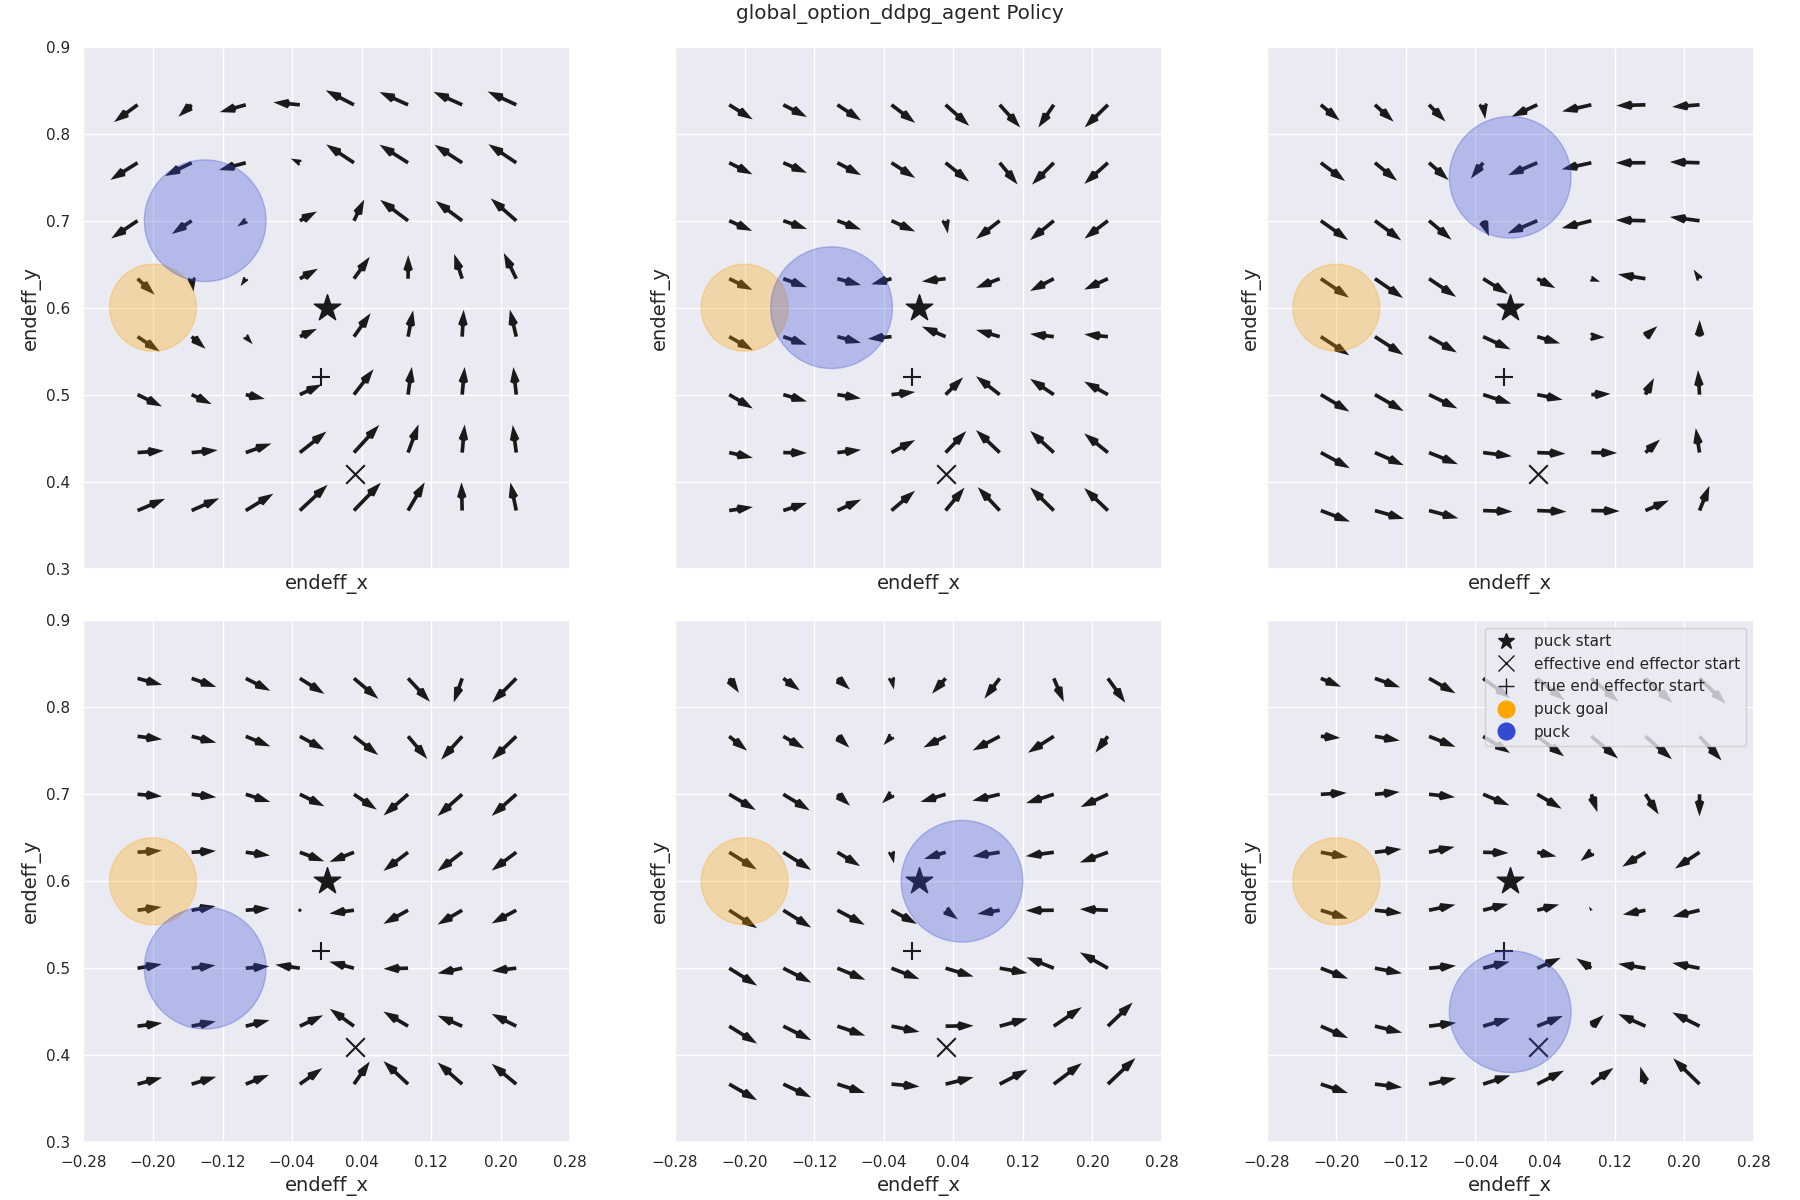 global_option_ddpg_agent Policy
0.9
0.8
0.7
0.6
0.5
0.4
0.3
endeff_y
endeff_x
endeff_y
endeff_x
endeff_y
endeff_x
0.9
0.8
0.7
0.6
0.5
0.4
0.3
endeff_y
−0.28 −0.20 −0.12 −0.04 0.04 0.12 0.20 0.28
endeff_x
endeff_y
−0.28 −0.20 −0.12 −0.04 0.04 0.12 0.20 0.28
endeff_x
puck start
effective end effector start
true end effector start
puck goal
puck
endeff_y
−0.28 −0.20 −0.12 −0.04 0.04 0.12 0.20 0.28
endeff_x